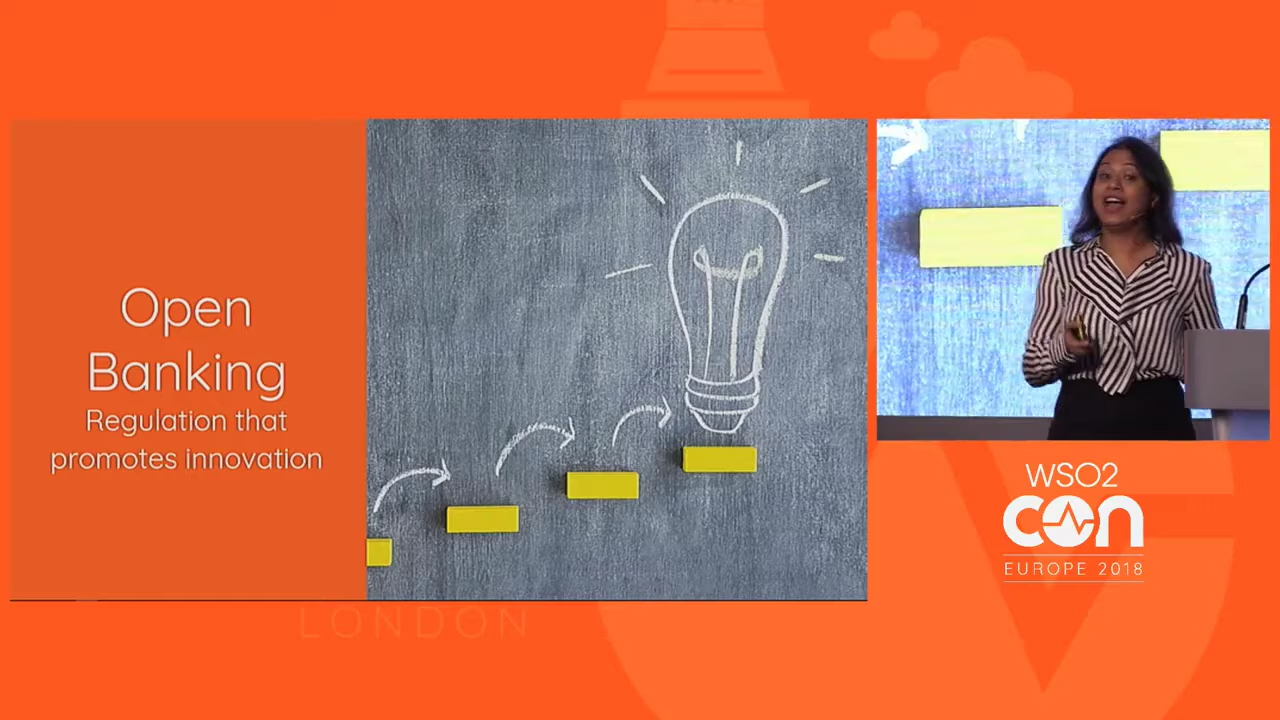 Open
Banking
Regulation that
promotes innovation
WSO2
con
EUROPE 2018
LONDON